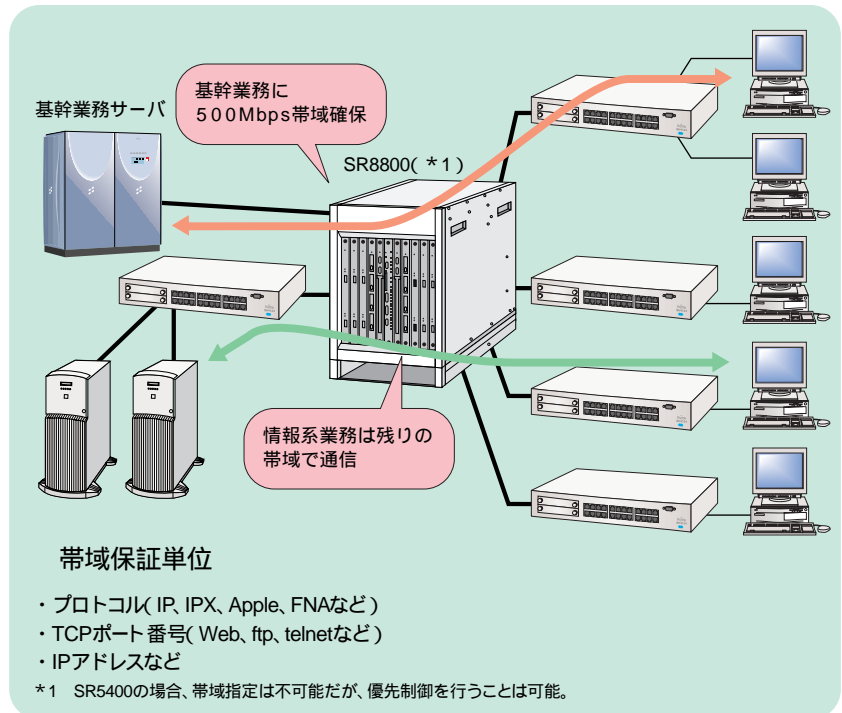 基幹業務に
500Mbps帯域確保
基幹業務サーバ
SR8800(*1)
情報系業務は残りの
帯域で通信
帯域保証単位
・プロトコル(IP、IPX、Apple、FNAなど)
・TCPポート番号(Web、ftp、telnetなど)
・IPアドレスなど
*1 SR5400の場合、帯域指定は不可能だが、優先制御を行うことは可能。